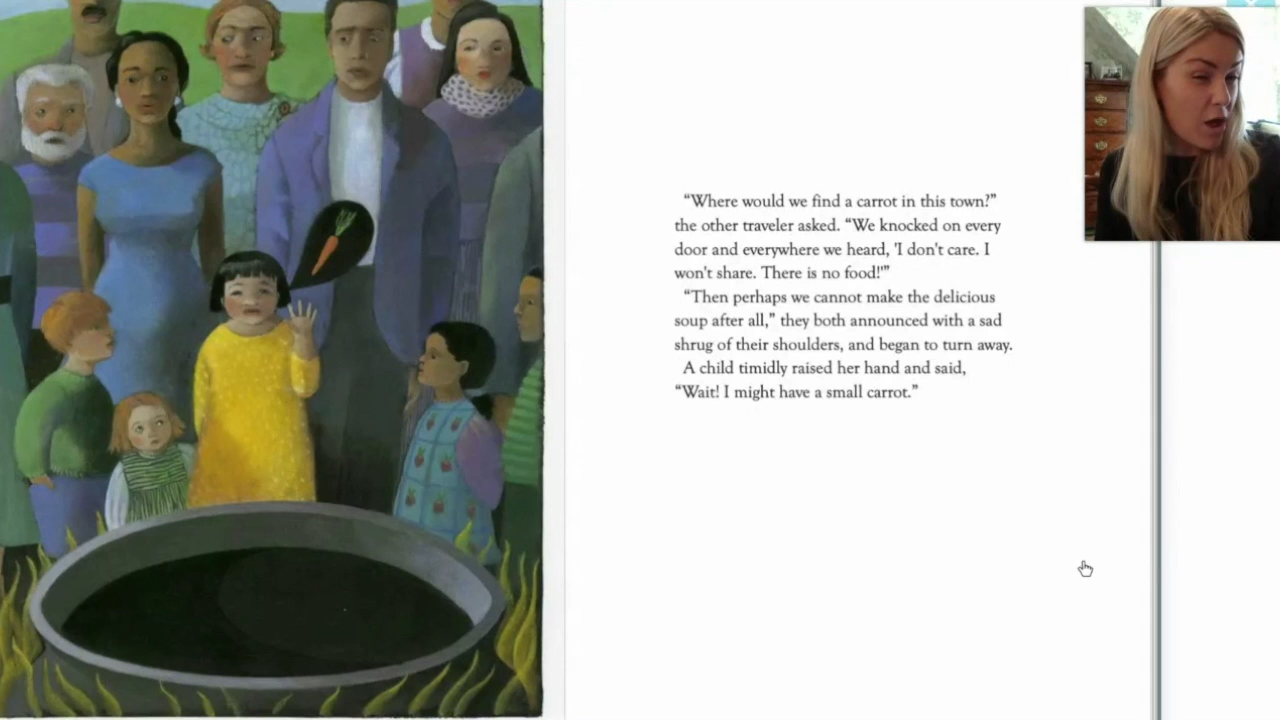 “Where would we find a carrot in this town?”
the other traveler asked. “We knocked on every
door and everywhere we heard, 'I don't care. I
won't share. There is no food!'”
“Then perhaps we cannot make the delicious
soup after all,” they both announced with a sad
shrug of their shoulders, and began to turn away.
A child timidly raised her hand and said,
“Wait! I might have a small carrot.”